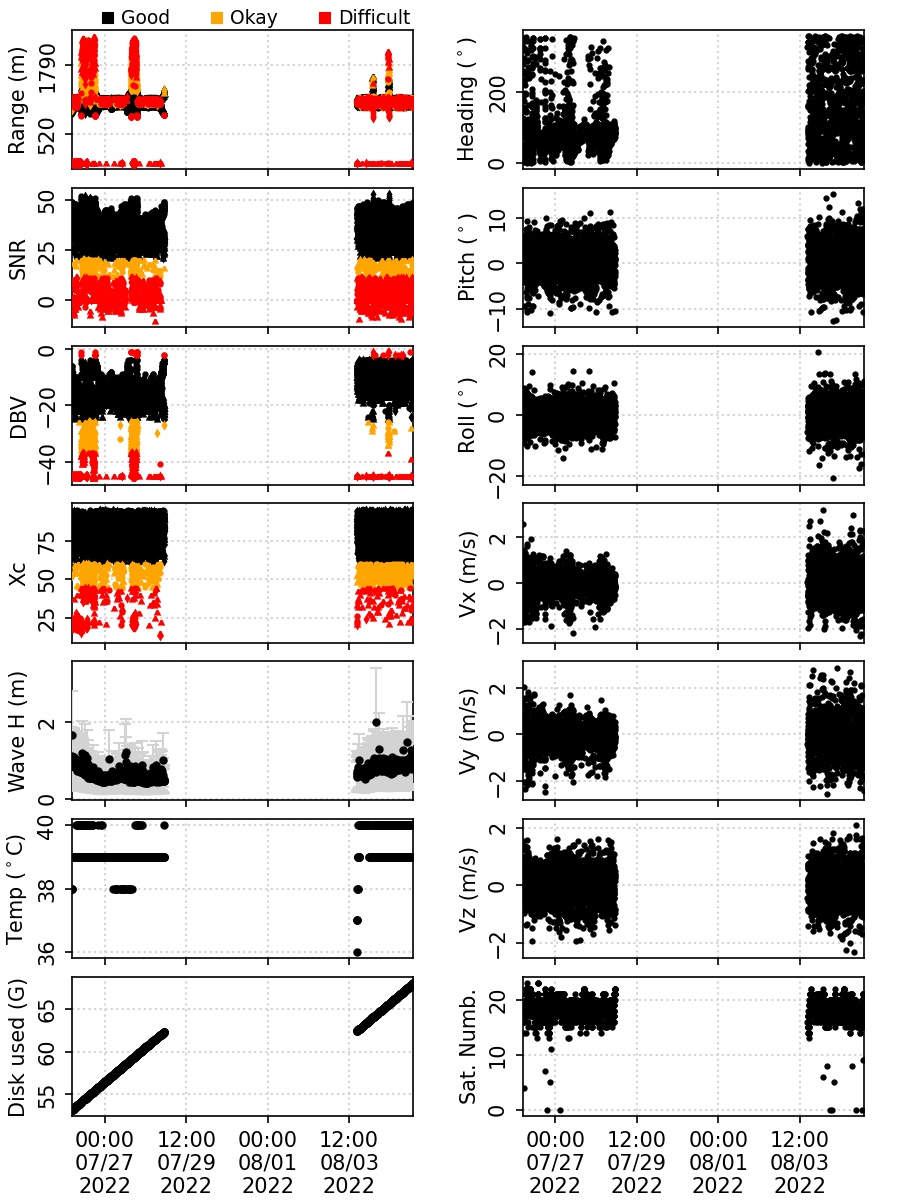 Good Okay Difficult
Range (m)
1790
520
Heading (°)
200
0
SNR
50
25
0
Pitch (°)
10
0
−10
DBV
0
−20
−40
Roll (°)
20
0
−20
Xc
75
50
25
Vx (m/s)
2
0
−2
Wave H (m)
2
0
Vy (m/s)
2
0
−2
Temp (°C)
40
38
36
Vz (m/s)
2
0
−2
Disk used (G)
65
60
55
Sat. Numb.
20
10
0
00:00 12:00 00:00 12:00
07/27 07/29 08/01 08/03
2022 2022 2022 2022
00:00 12:00 00:00 12:00
07/27 07/29 08/01 08/03
2022 2022 2022 2022